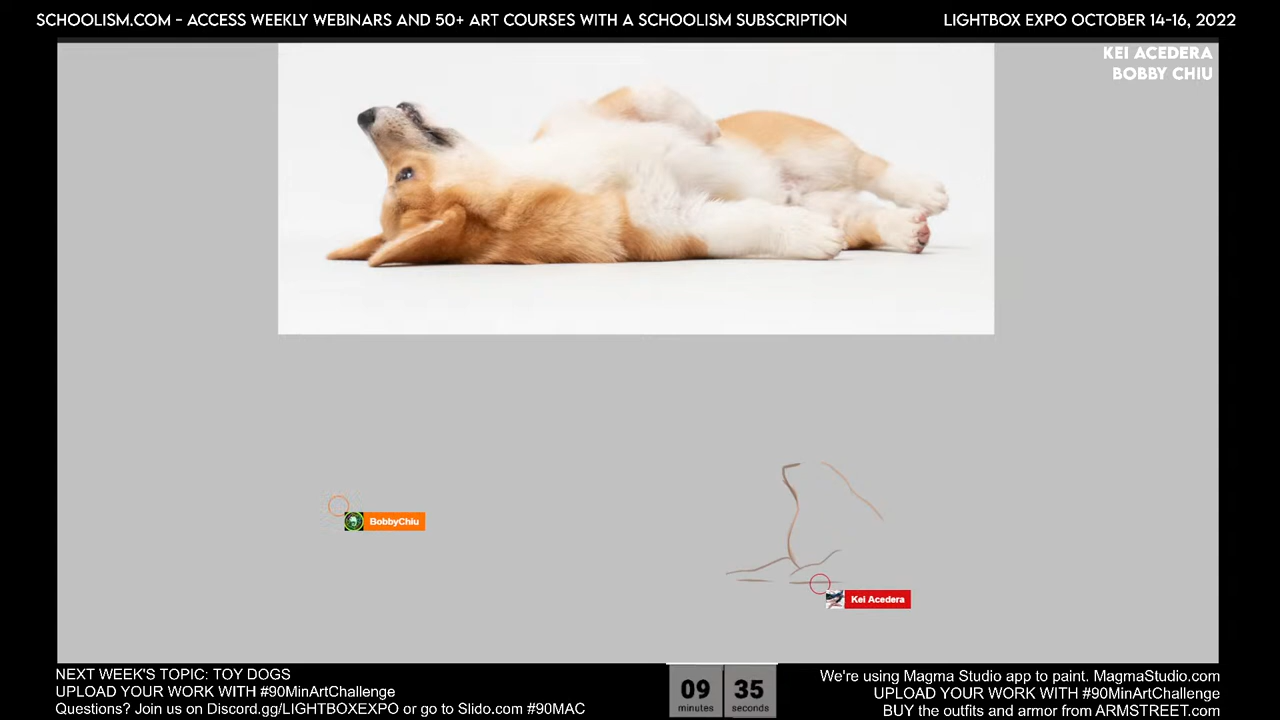 SCHOOLISM.COM – ACCESS WEEKLY WEBINARS AND 50+ ART COURSES WITH A SCHOOLISM SUBSCRIPTION
LIGHTBOX EXPO OCTOBER 14-16, 2022
KEI ACEDERA
BOBBY CHIU
BobbyChiu
Kei Acedera
NEXT WEEK'S TOPIC: TOY DOGS
UPLOAD YOUR WORK WITH #90MinArtChallenge
Questions? Join us on Discord.gg/LIGHTBOXEXPO or go to Slido.com #90MAC
09 35
minutes seconds
We're using Magma Studio app to paint. MagmaStudio.com
UPLOAD YOUR WORK WITH #90MinArtChallenge
BUY the outfits and armor from ARMSTREET.com